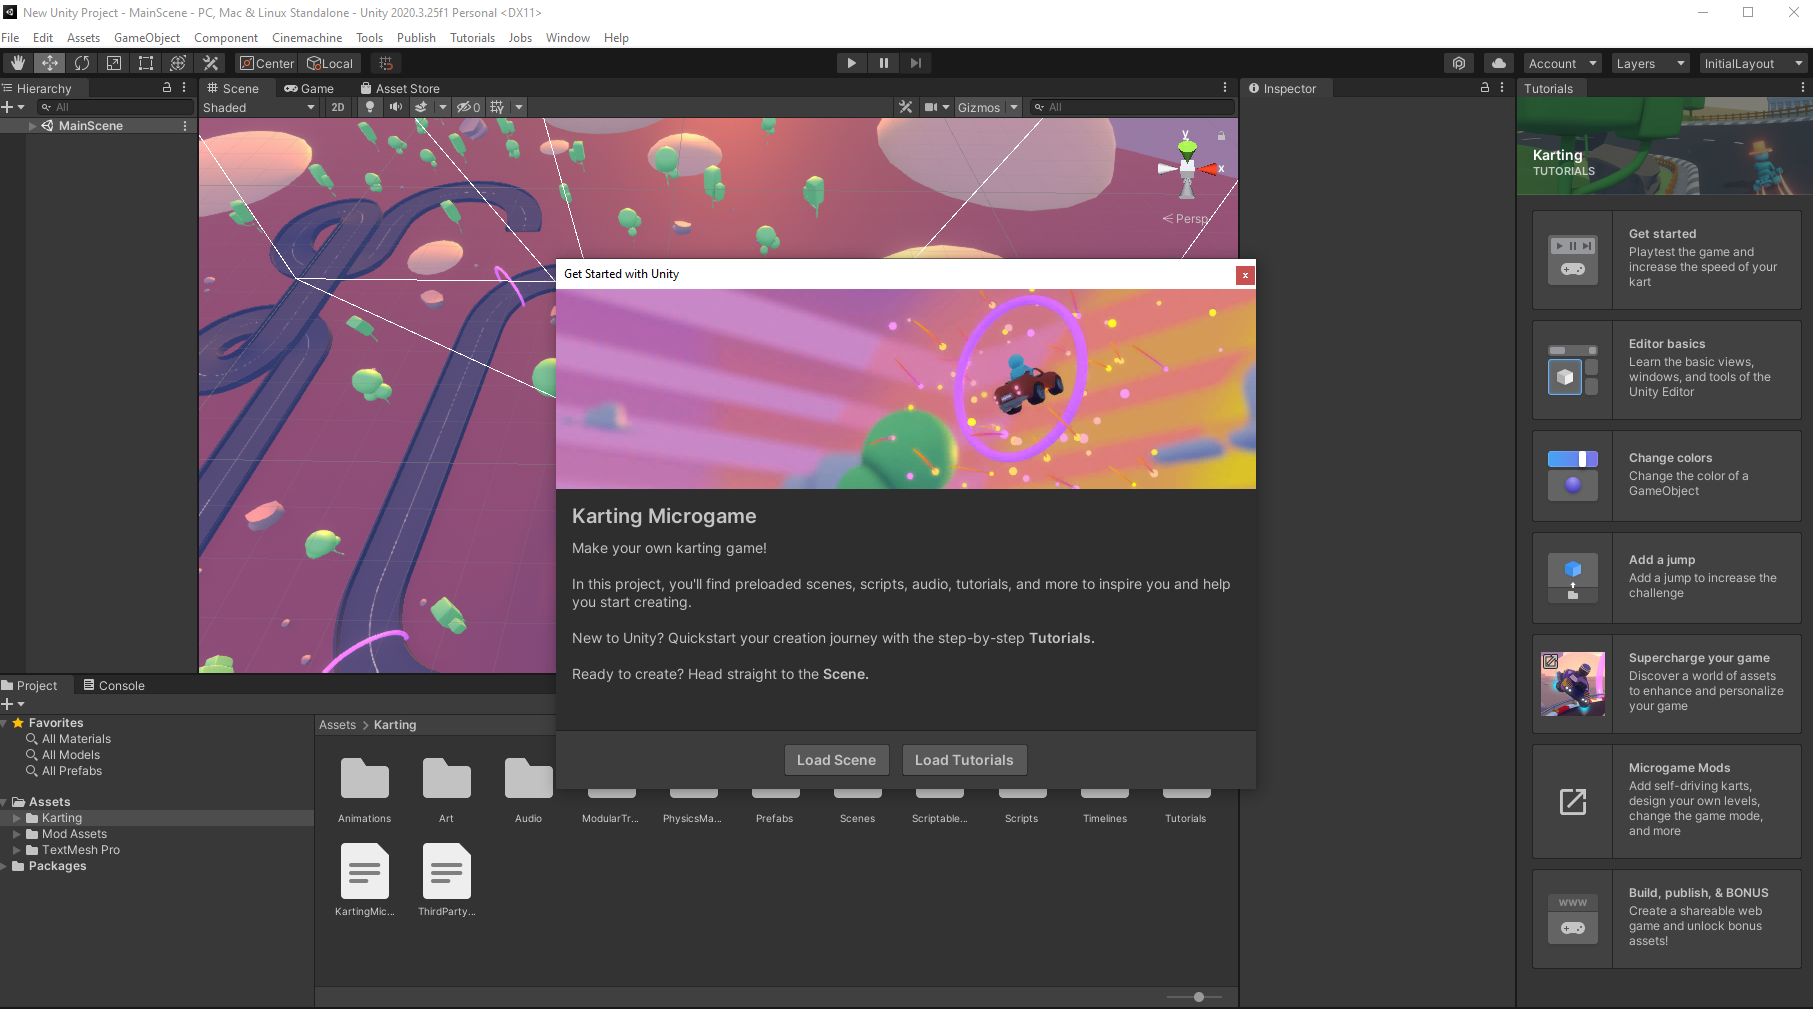 New Unity Project - MainScene - PC, Mac & Linux Standalone - Unity 2020.3.25f1 Personal <DX11>
File Edit Assets GameObject Component Cinemachine Tools Publish Tutorials Jobs Window Help
Center Local Account Layers InitialLayout
Hierarchy
All
MainScene
Scene Game Asset Store
Shaded 2D 0 Gizmos All
y
x
Persp
Inspector
Tutorials
Karting
TUTORIALS
Get started
Playtest the game and
increase the speed of your
kart
Editor basics
Learn the basic views,
windows, and tools of the
Unity Editor
Change colors
Change the color of a
GameObject
Add a jump
Add a jump to increase the
challenge
Supercharge your game
Discover a world of assets
to enhance and personalize
your game
Microgame Mods
Add self-driving karts,
design your own levels,
change the game mode,
and more
WWW
Build, publish, & BONUS
Create a shareable web
game and unlock bonus
assets!
Get Started with Unity
x
Karting Microgame
Make your own karting game!
In this project, you'll find preloaded scenes, scripts, audio, tutorials, and more to inspire you and help
you start creating.
New to Unity? Quickstart your creation journey with the step-by-step Tutorials.
Ready to create? Head straight to the Scene.
Load Scene Load Tutorials
Project Console
Favorites
All Materials
All Models
All Prefabs
Assets
Karting
Mod Assets
TextMesh Pro
Packages
Assets > Karting
Animations Art Audio ModularTr... PhysicsMa... Prefabs Scenes Scriptable... Scripts Timelines Tutorials
KartingMic... ThirdParty...